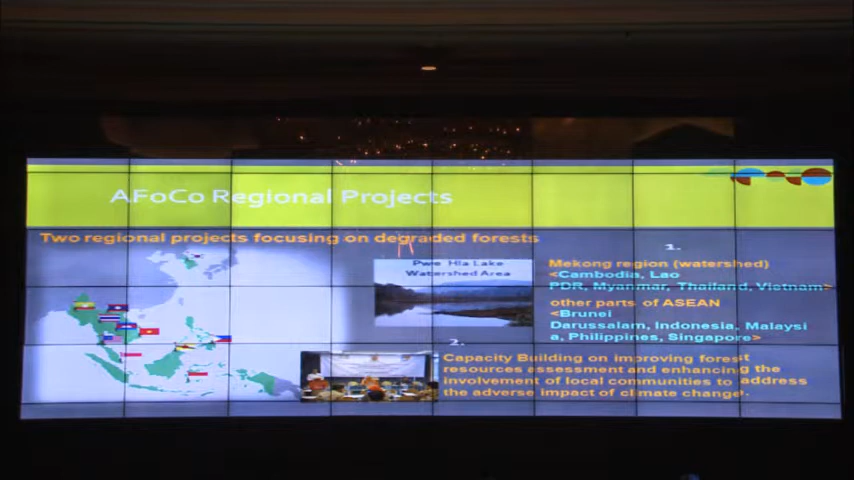 AFoCo Regional Projects
Two regional projects focusing on degraded forests
1.
Pwe Hla Lake
Watershed Area
Mekong region (watershed)
<Cambodia, Lao
PDR, Myanmar, Thailand, Vietnam>
other parts of ASEAN
<Brunei
Darussalam, Indonesia, Malaysi
a, Philippines, Singapore>
2.
Capacity Building on improving forest
resources assessment and enhancing the
involvement of local communities to address
the adverse impact of climate change.